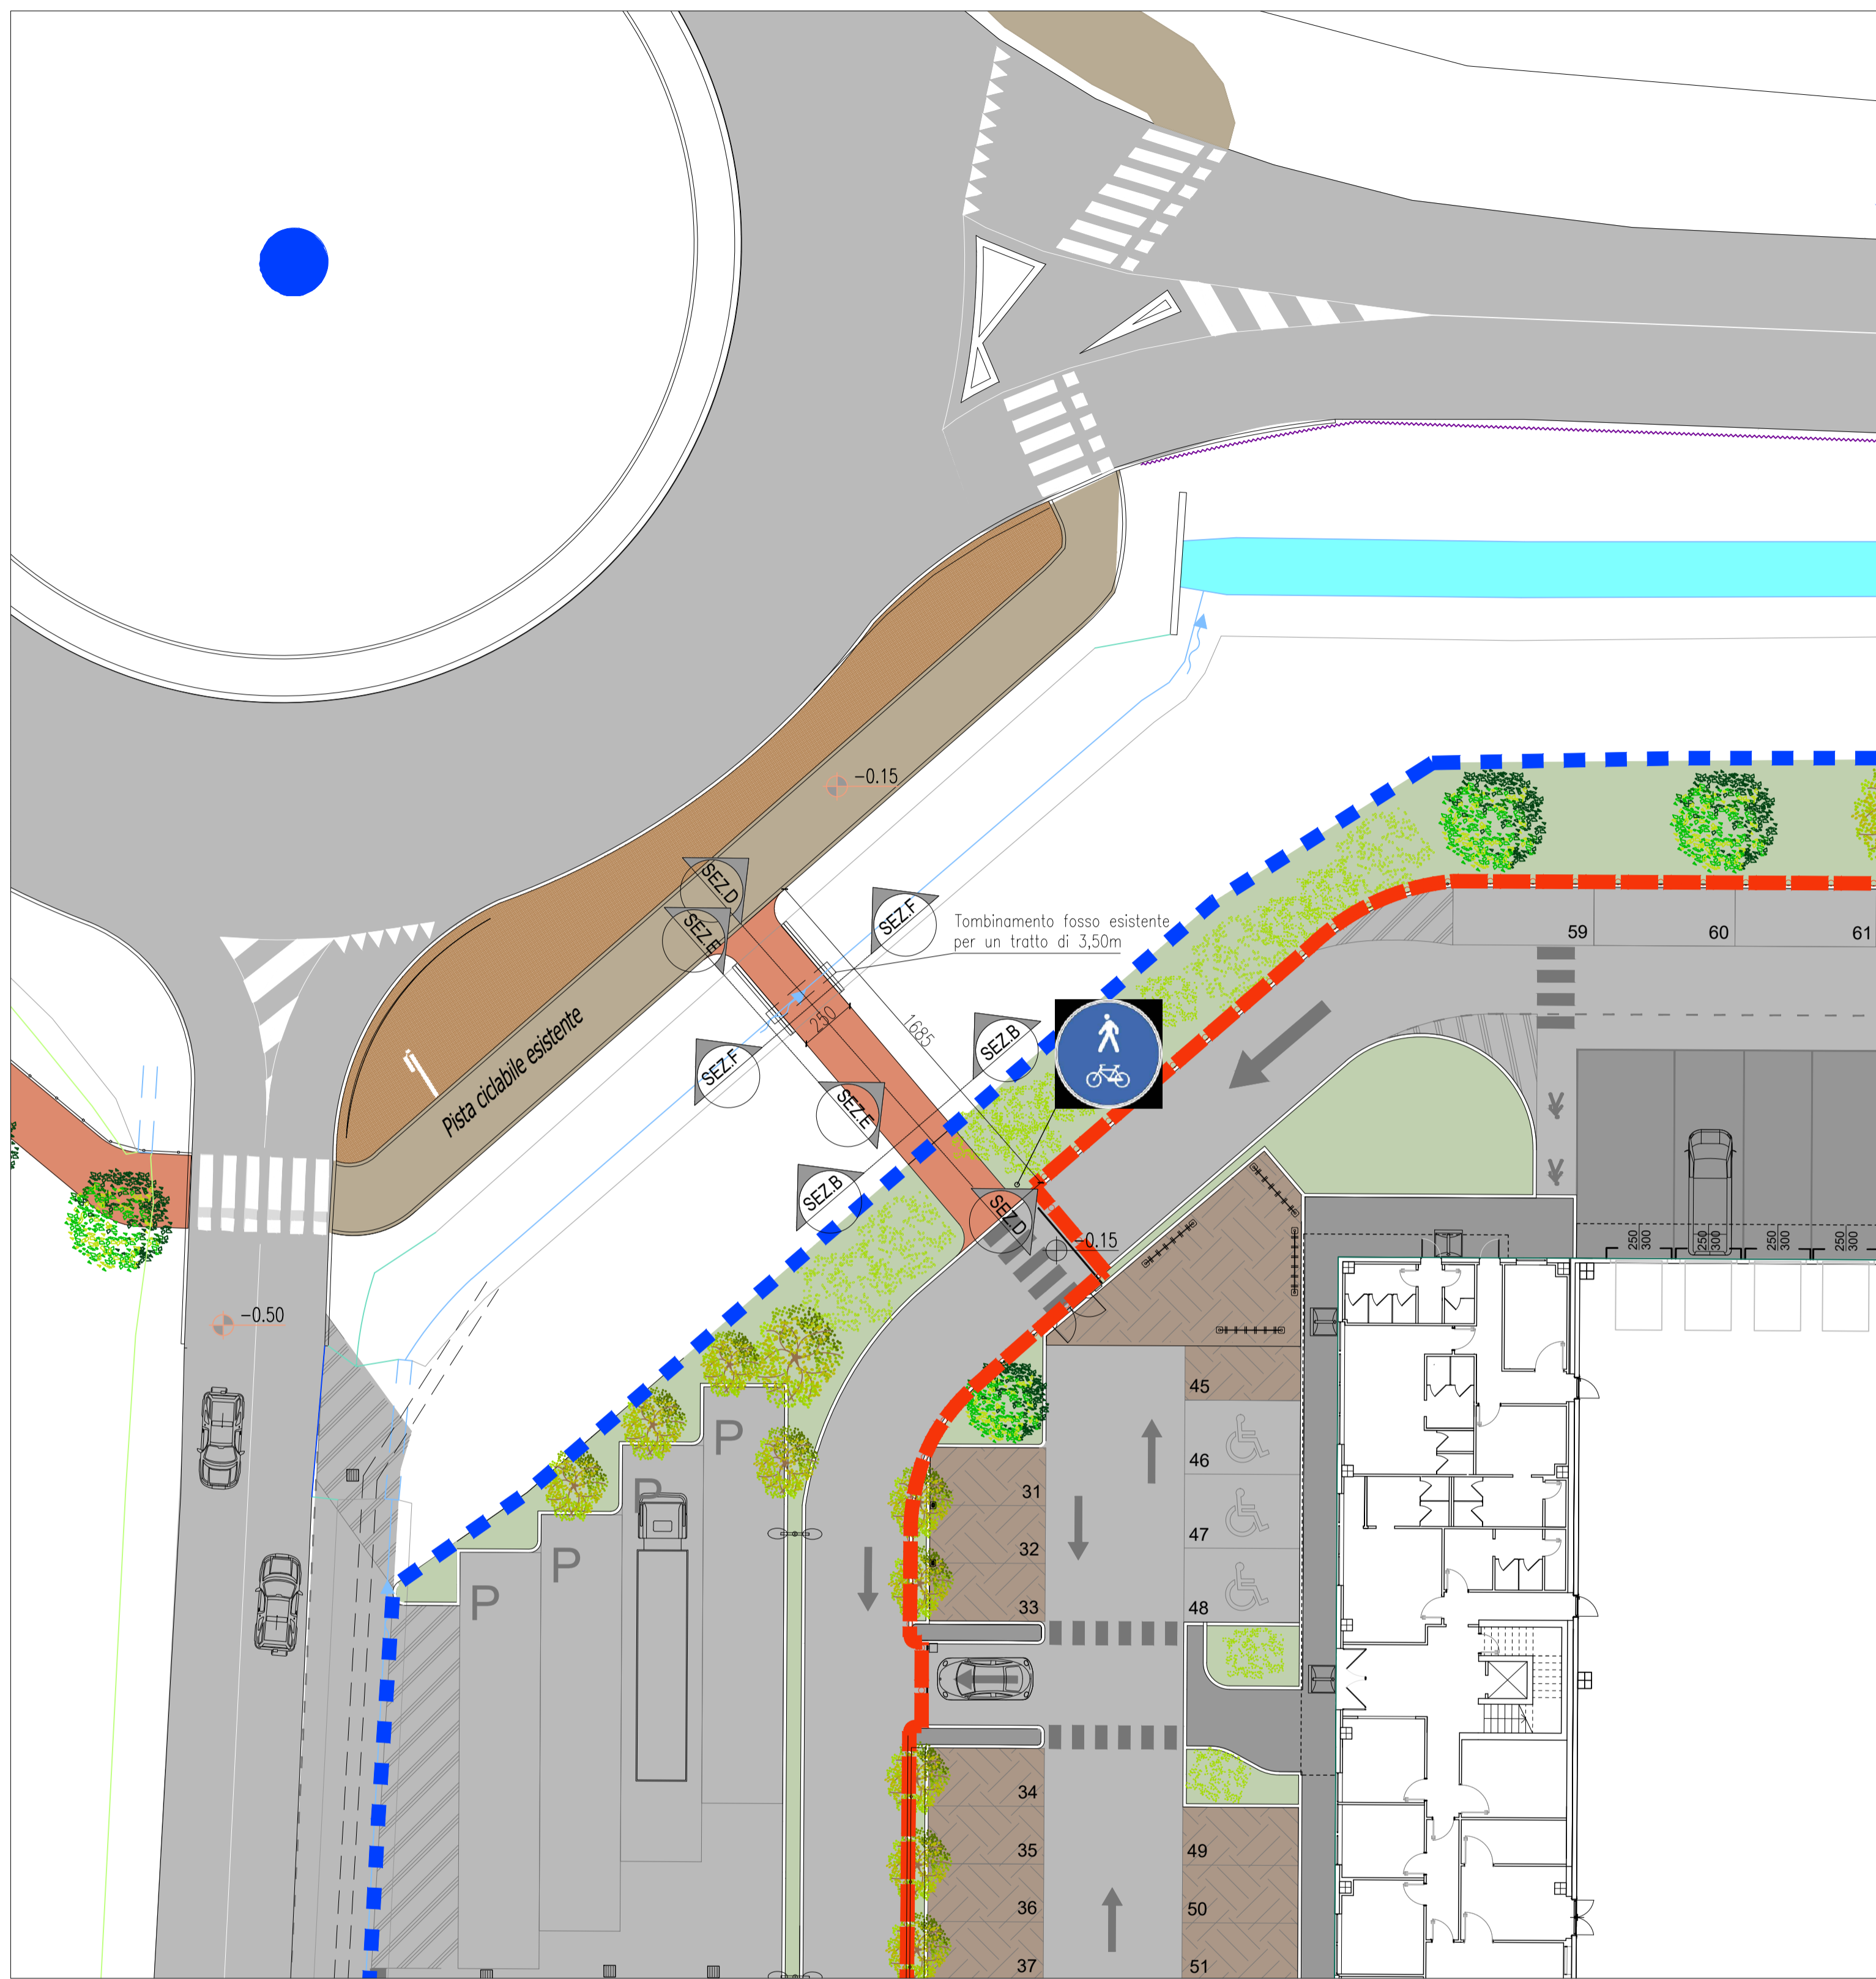 -0.15
SEZ.D
SEZ.F
SEZ.E
Tombinamento fosso esistente
per un tratto di 3,50m
59
60
61
250
1685
SEZ.B
Pista ciclabile esistente
SEZ.F
SEZ.E
SEZ.B
SEZ.D
-0.15
250
300
250
300
250
300
250
300
-0.50
45
P
46
31
P
47
32
P
33
48
P
34
35
49
36
50
37
51